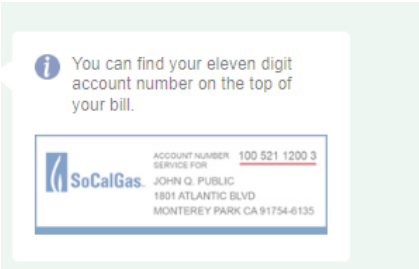 You can find your eleven digit
account number on the top of
your bill.
ACCOUNT NUMBER 100 521 1200 3
SERVICE FOR
SoCalGas. JOHN Q. PUBLIC
1801 ATLANTIC BLVD
MONTEREY PARK CA 91754-6135